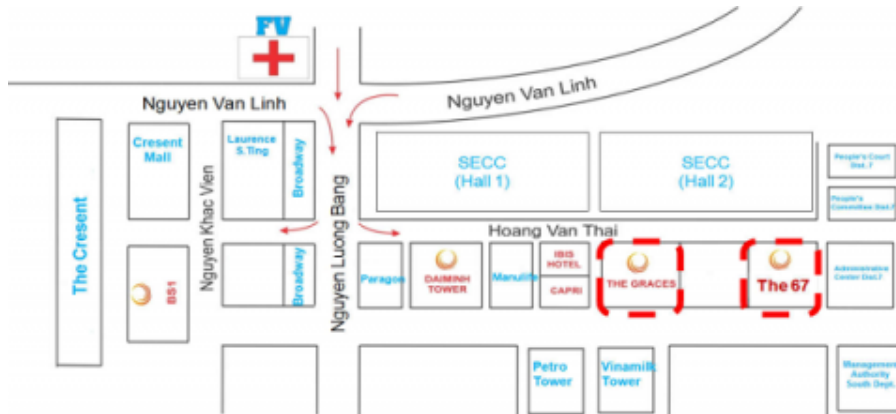 FV
Nguyen Van Linh
Nguyen Van Linh
Cresent
Mall
Laurence
S.Ting
Broadway
SECC
(Hall 1)
SECC
(Hall 2)
People's Court
Dist.7
People's
Committee Dist.7
The Cresent
Nguyen Khac Vien
Nguyen Luong Bang
Hoang Van Thai
BS1
Broadway
Paragon
DAIMINH
TOWER
Manulife
IBIS
HOTEL
CAPRI
THE GRACES
The 67
Administrative
Center Dist.7
Petro
Tower
Vinamilk
Tower
Management
Authority
South Dept.